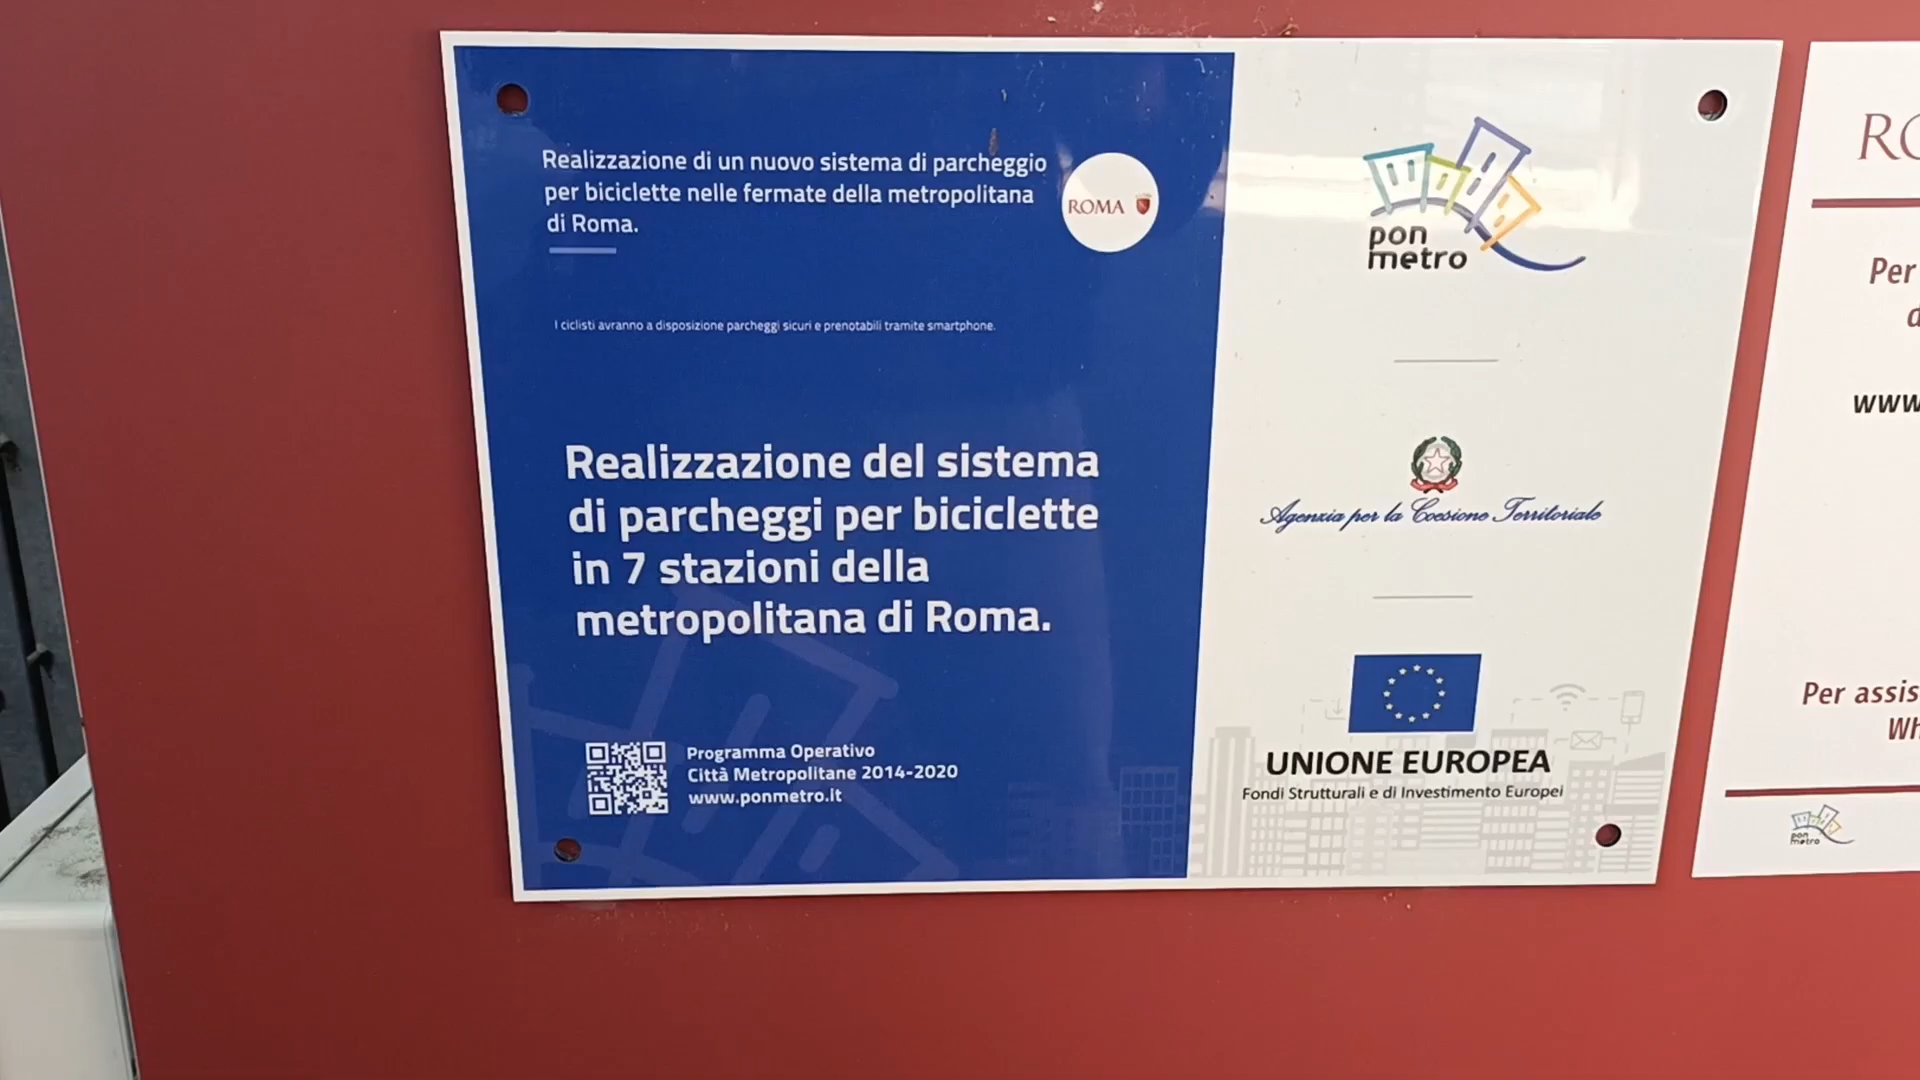 Realizzazione di un nuovo sistema di parcheggio
per biciclette nelle fermate della metropolitana
di Roma.
ROMA
I ciclisti avranno a disposizione parcheggi sicuri e prenotabili tramite smartphone.
Realizzazione del sistema
di parcheggi per biciclette
in 7 stazioni della
metropolitana di Roma.
Programma Operativo
Città Metropolitane 2014-2020
www.ponmetro.it
pon
metro
Agenzia per la Coesione Territoriale
UNIONE EUROPEA
Fondi Strutturali e di Investimento Europei
Per
www
Per assis
pon
metro